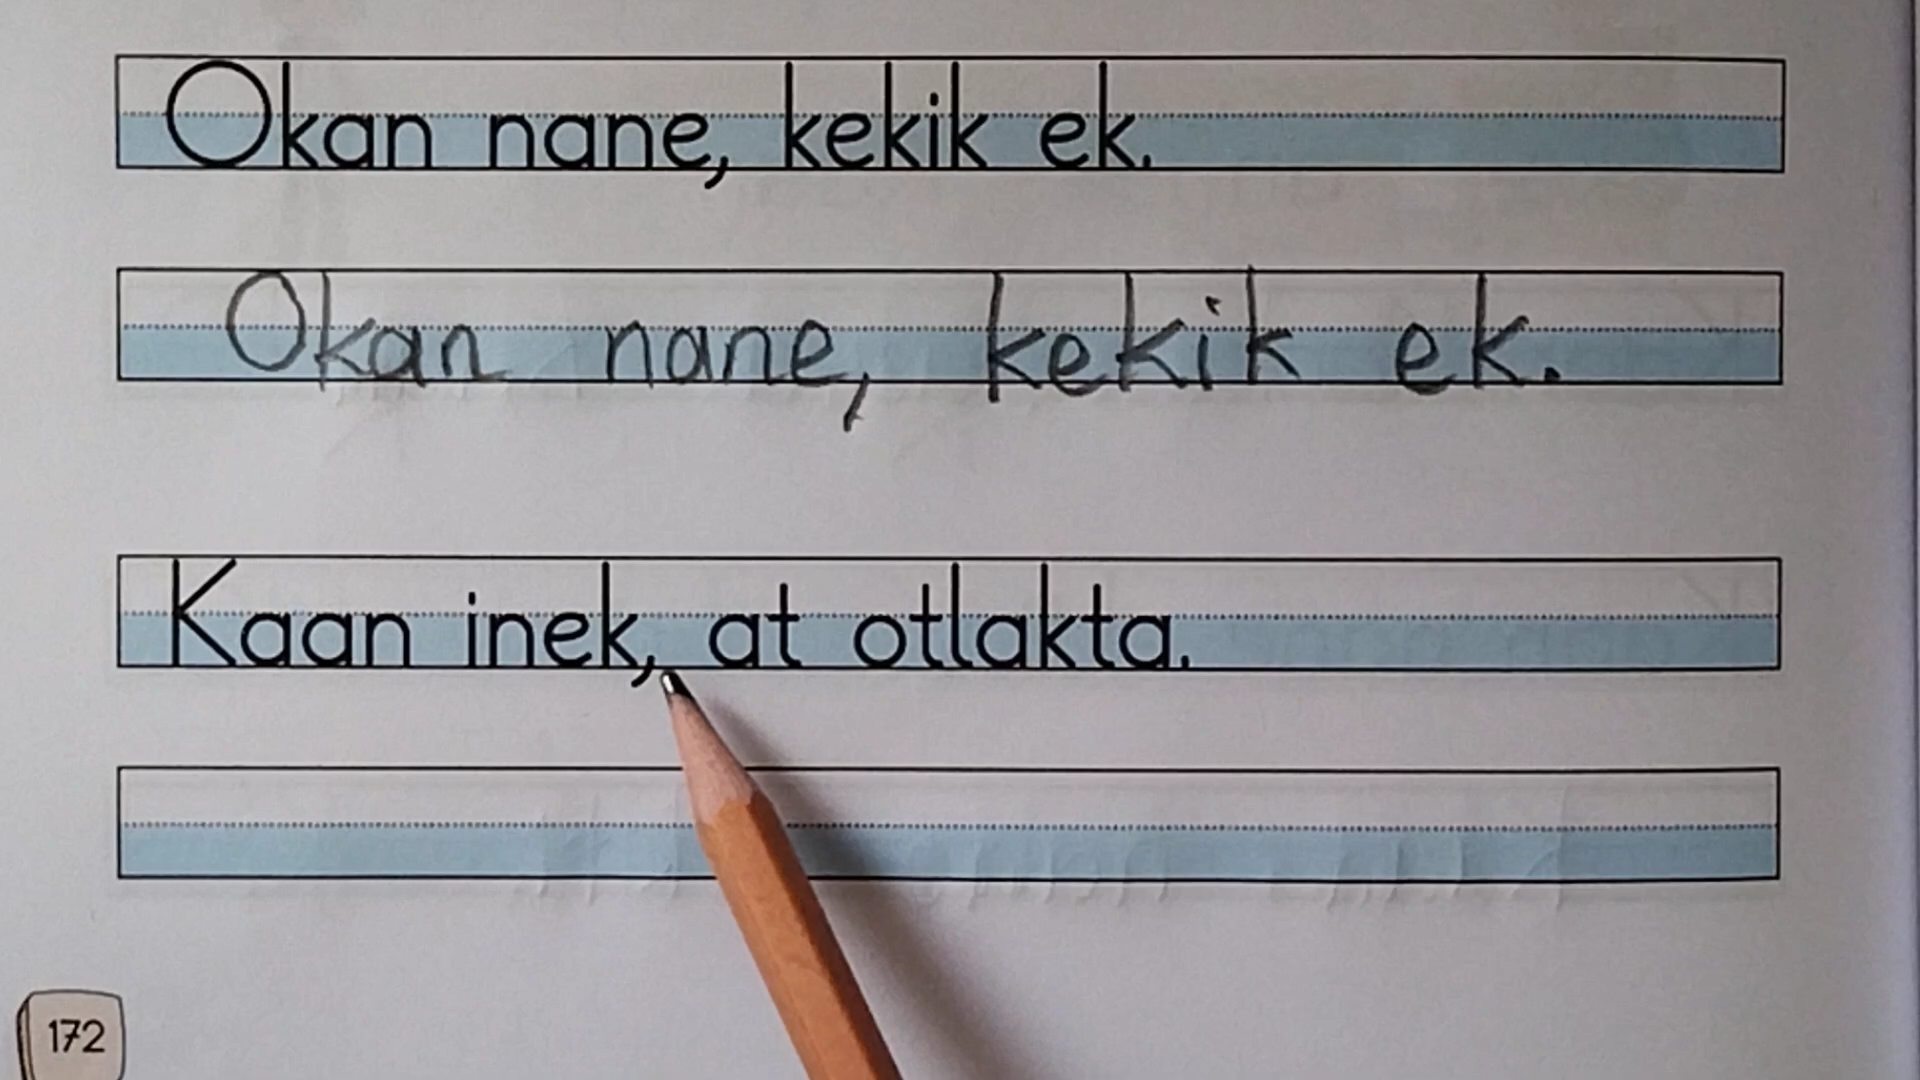 Okan nane, kekik ek.
Okan nane, kekik ek.
Kaan inek, at otlakta.
172